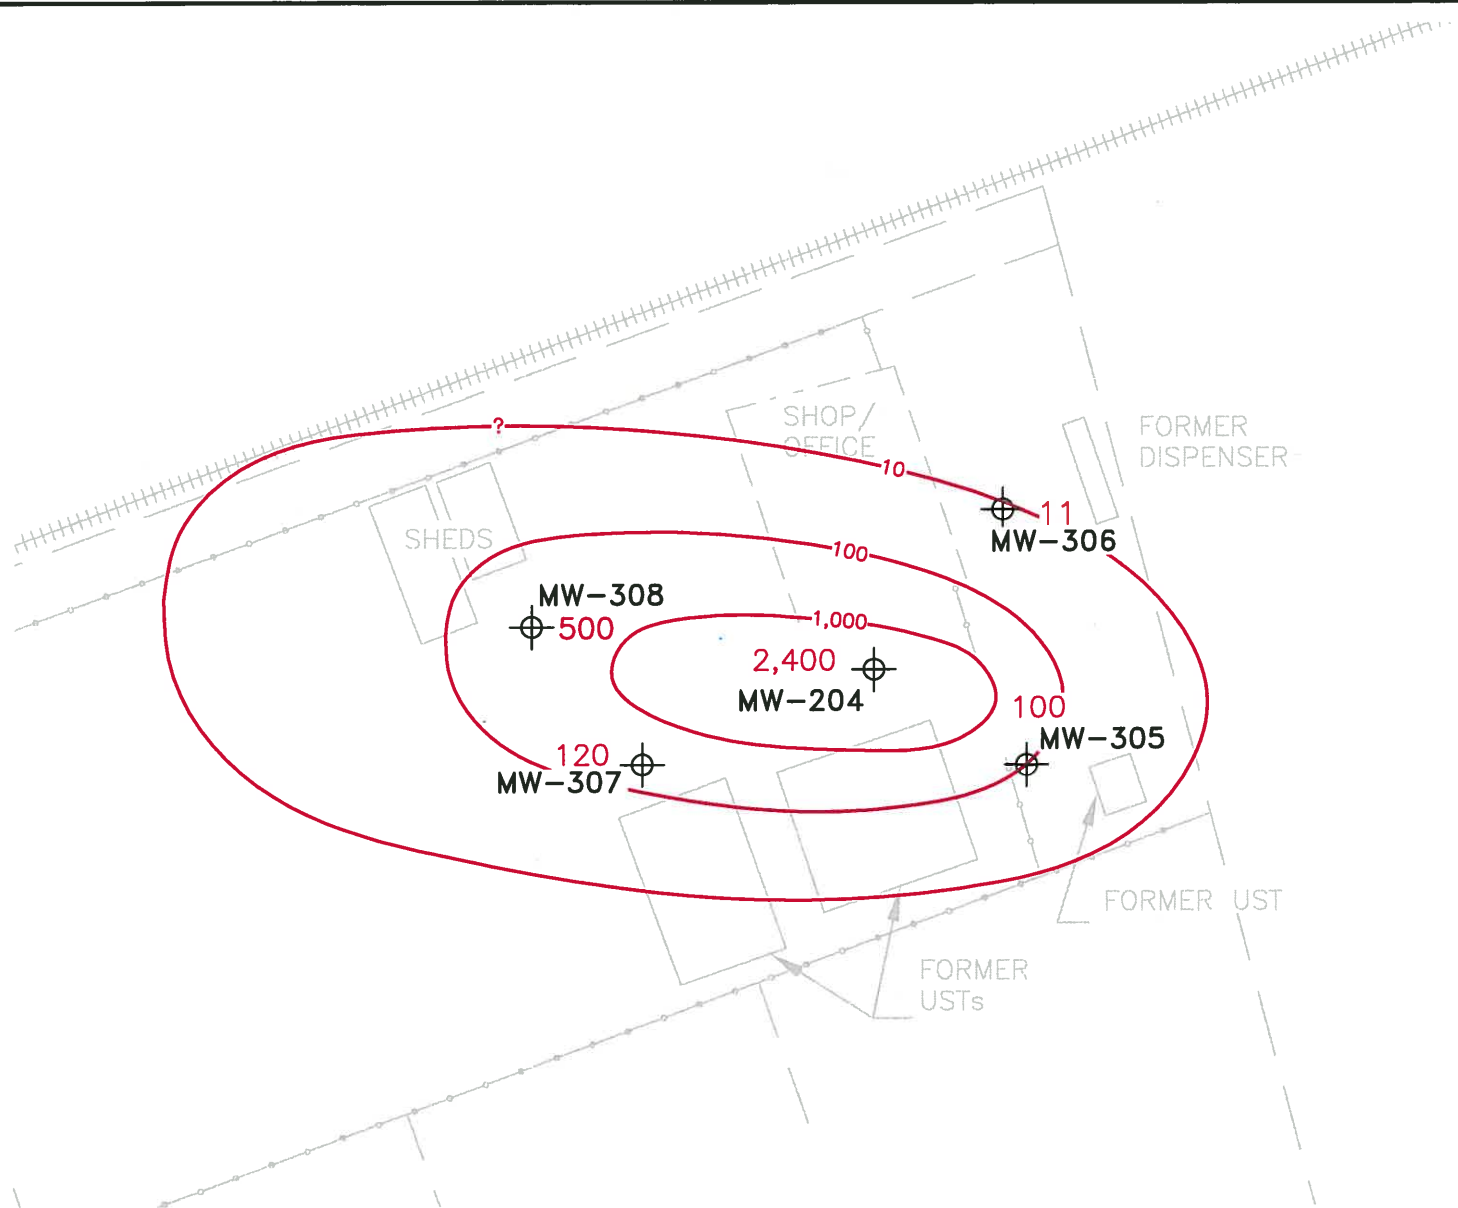 SHOP/
OFFICE
FORMER
DISPENSER
?
10
11
MW-306
SHEDS
100
MW-308
500
1,000
2,400
MW-204
100
MW-305
120
MW-307
FORMER UST
FORMER
USTs